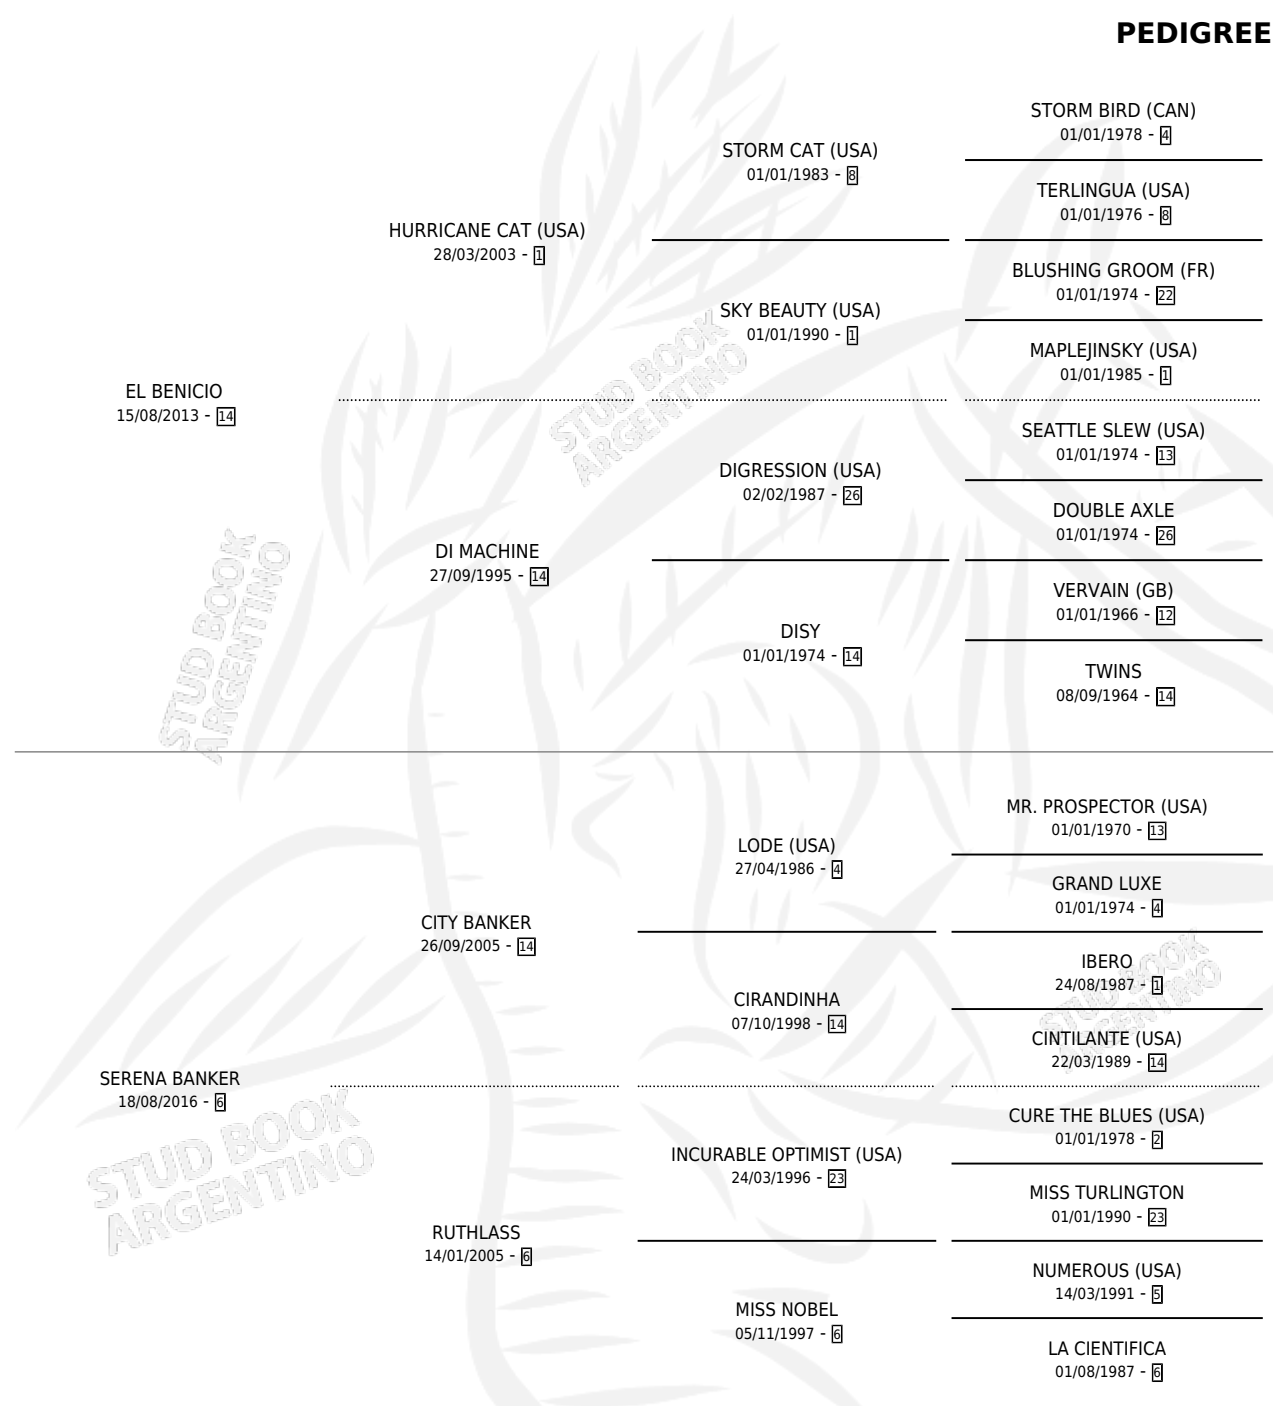 PEDIGREE
STORM BIRD (CAN)
01/01/1978 - 4
STORM CAT (USA)
01/01/1983 - 8
TERLINGUA (USA)
01/01/1976 - 8
HURRICANE CAT (USA)
28/03/2003 - 1
BLUSHING GROOM (FR)
01/01/1974 - 22
SKY BEAUTY (USA)
01/01/1990 - 1
MAPLEJINSKY (USA)
01/01/1985 - 1
EL BENICIO
15/08/2013 - 14
SEATTLE SLEW (USA)
01/01/1974 - 13
DIGRESSION (USA)
02/02/1987 - 26
DOUBLE AXLE
01/01/1974 - 26
DI MACHINE
27/09/1995 - 14
VERVAIN (GB)
01/01/1966 - 12
DISY
01/01/1974 - 14
TWINS
08/09/1964 - 14
MR. PROSPECTOR (USA)
01/01/1970 - 13
LODE (USA)
27/04/1986 - 4
GRAND LUXE
01/01/1974 - 4
CITY BANKER
26/09/2005 - 14
IBERO
24/08/1987 - 1
CIRANDINHA
07/10/1998 - 14
CINTILANTE (USA)
22/03/1989 - 14
SERENA BANKER
18/08/2016 - 6
CURE THE BLUES (USA)
01/01/1978 - 2
INCURABLE OPTIMIST (USA)
24/03/1996 - 23
MISS TURLINGTON
01/01/1990 - 23
RUTHLASS
14/01/2005 - 6
NUMEROUS (USA)
14/03/1991 - 5
MISS NOBEL
05/11/1997 - 6
LA CIENTIFICA
01/08/1987 - 6
STUD BOOK
ARGENTINO
STUD BOOK
ARGENTINO
STUD BOOK
ARGENTINO
STUD BOOK
ARGENTINO